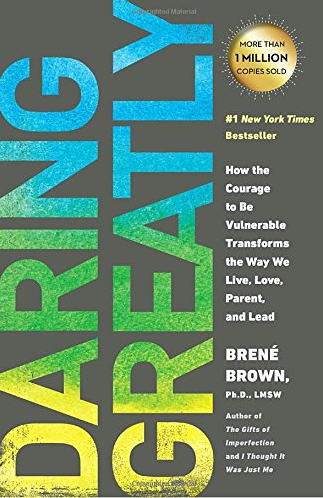 DARING
GREATLY
MORE THAN
1 MILLION
COPIES SOLD
#1 New York Times
Bestseller
How the
Courage
to Be
Vulnerable
Transforms
the Way We
Live, Love,
Parent,
and Lead
BRENÉ
BROWN,
Ph.D., LMSW
Author of
The Gifts of
Imperfection
and I Thought It
Was Just Me